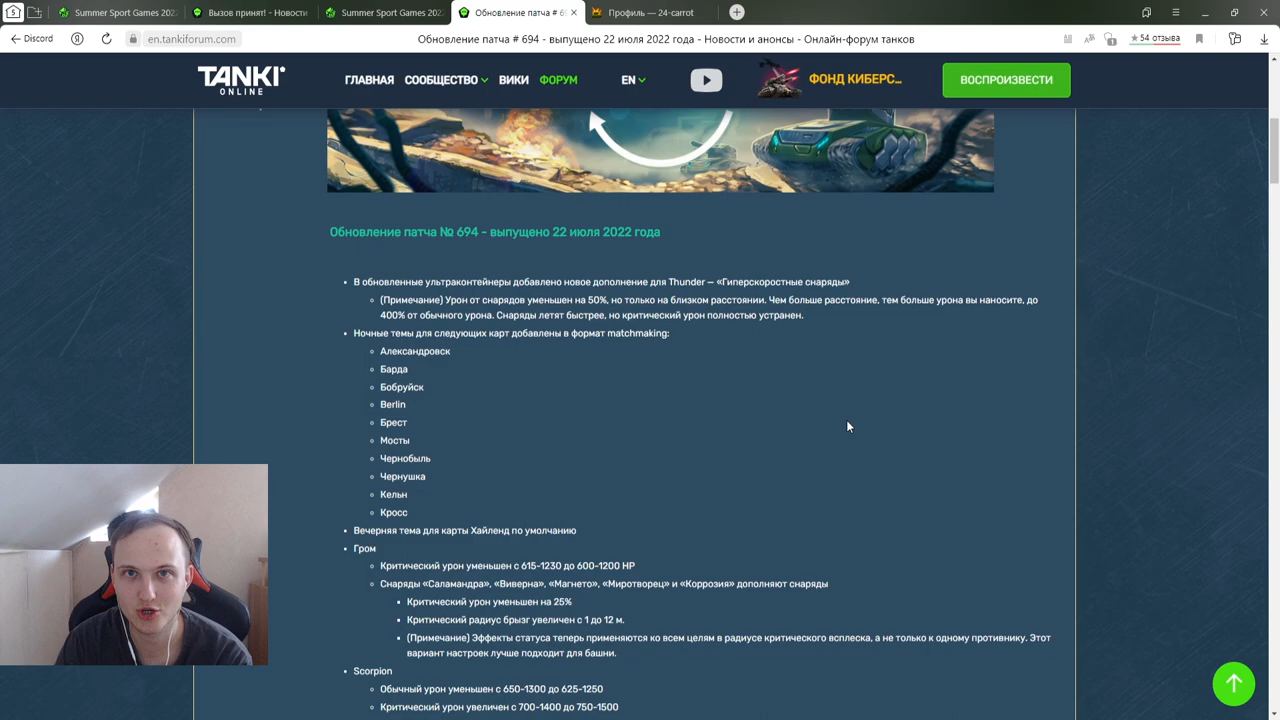 Summer Sport Games 202
Вызов принят! - Новости
Summer Sport Games 202
Обновление патча # 69
Профиль — 24-carrot
Discord
en.tankiforum.com
Обновление патча # 694 - выпущено 22 июля 2022 года - Новости и анонсы - Онлайн-форум танков
54 отзыва
TANKI
ONLINE
ГЛАВНАЯ
СООБЩЕСТВО
ВИКИ
ФОРУМ
EN
ФОНД КИБЕРС...
ВОСПРОИЗВЕСТИ
Обновление патча № 694 - выпущено 22 июля 2022 года
В обновленные ультраконтейнеры добавлено новое дополнение для Thunder — «Гиперскоростные снаряды»
(Примечание) Урон от снарядов уменьшен на 50%, но только на близком расстоянии. Чем больше расстояние, тем больше урона вы наносите, до
400% от обычного урона. Снаряды летят быстрее, но критический урон полностью устранен.
Ночные темы для следующих карт добавлены в формат matchmaking:
Александровск
Барда
Бобруйск
Berlin
Брест
Мосты
Чернобыль
Чернушка
Кельн
Кросс
Вечерняя тема для карты Хайленд по умолчанию
Гром
Критический урон уменьшен с 615-1230 до 600-1200 HP
Снаряды «Саламандра», «Виверна», «Магнето», «Миротворец» и «Коррозия» дополняют снаряды
Критический урон уменьшен на 25%
Критический радиус брызг увеличен с 1 до 12 м.
(Примечание) Эффекты статуса теперь применяются ко всем целям в радиусе критического всплеска, а не только к одному противнику. Этот
вариант настроек лучше подходит для башни.
Scorpion
Обычный урон уменьшен с 650-1300 до 625-1250
Критический урон увеличен с 700-1400 до 750-1500